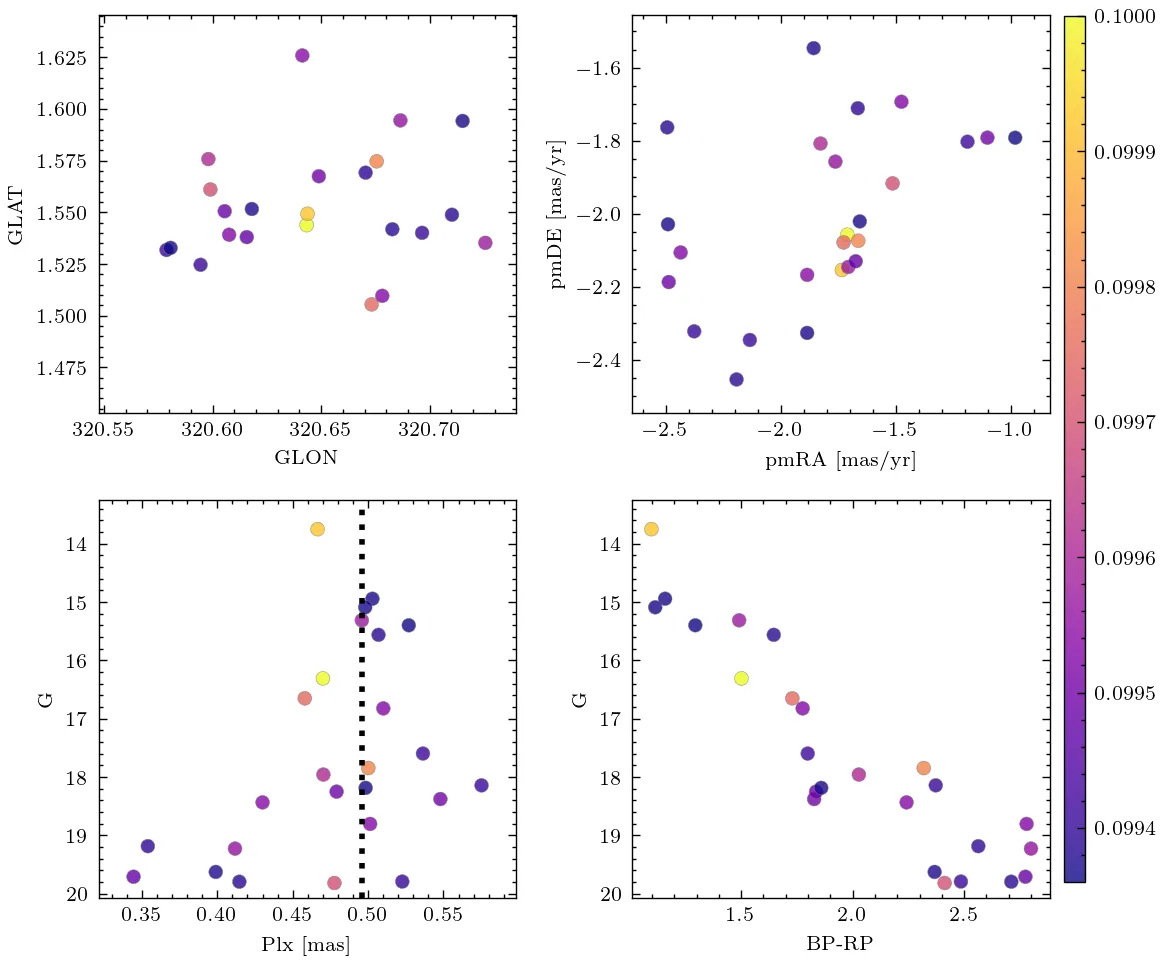 1.625
1.600
1.575
1.550
1.525
1.500
1.475
GLAT
320.55 320.60 320.65 320.70
GLON
−1.6
−1.8
−2.0
−2.2
−2.4
pmDE [mas/yr]
−2.5 −2.0 −1.5 −1.0
pmRA [mas/yr]
14
15
16
17
18
19
20
G
0.35 0.40 0.45 0.50 0.55
Plx [mas]
14
15
16
17
18
19
20
G
1.5 2.0 2.5
BP-RP
0.1000
0.0999
0.0998
0.0997
0.0996
0.0995
0.0994